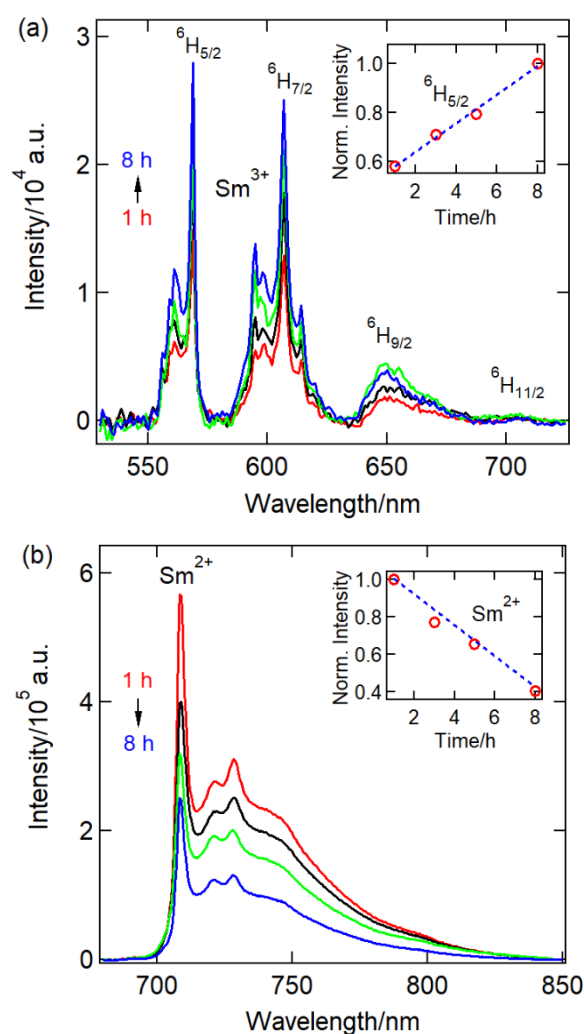 (a)
3
2
1
0
Intensity/10⁴ a.u.
⁶H₅/₂
⁶H₇/₂
8 h
1 h
Sm³⁺
⁶H₉/₂
⁶H₁₁/₂
550
600
650
700
Wavelength/nm
1.0
0.8
0.6
Norm. Intensity
⁶H₅/₂
0
2
4
6
8
Time/h
(b)
6
4
2
0
Intensity/10⁵ a.u.
Sm²⁺
1 h
8 h
700
750
800
850
Wavelength/nm
1.0
0.8
0.6
0.4
Norm. Intensity
Sm²⁺
0
2
4
6
8
Time/h